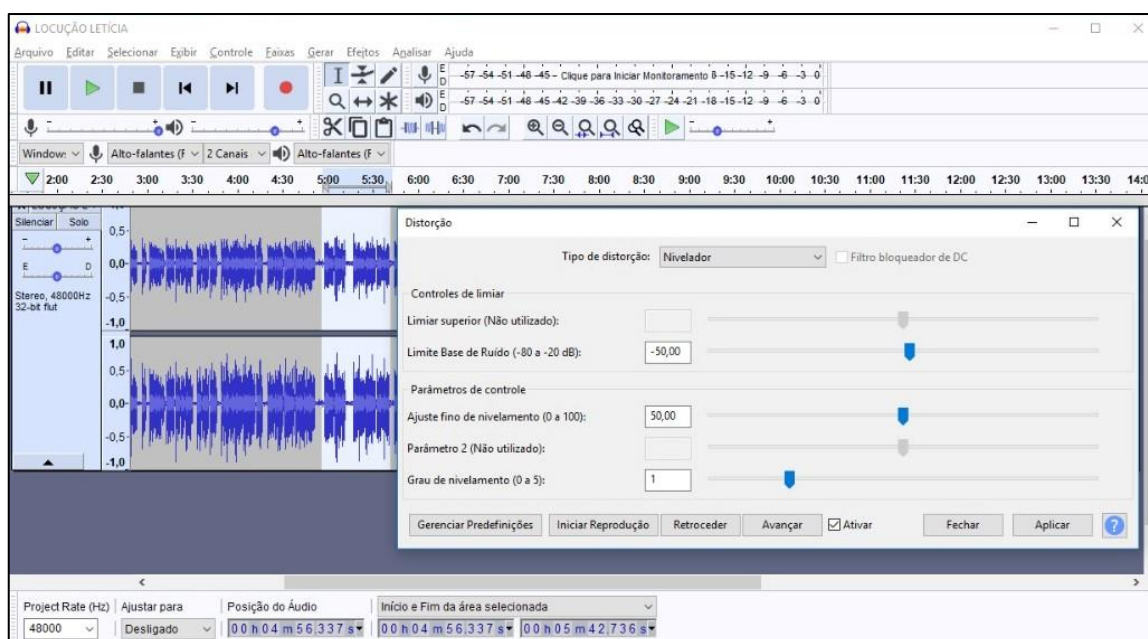 LOCUÇÃO LETÍCIA
Arquivo Editar Selecionar Exibir Controle Faixas Gerar Efeitos Analisar Ajuda
E D -57 -54 -51 -48 -45 - Clique para Iniciar Monitoramento 8 -15 -12 -9 -6 -3 0
E D -57 -54 -51 -48 -45 -42 -39 -36 -33 -30 -27 -24 -21 -18 -15 -12 -9 -6 -3 0
Window: Alto-falantes (F 2 Canais Alto-falantes (F
2:00 2:30 3:00 3:30 4:00 4:30 5:00 5:30 6:00 6:30 7:00 7:30 8:00 8:30 9:00 9:30 10:00 10:30 11:00 11:30 12:00 12:30 13:00 13:30 14:0
Silenciar Solo
- +
E D
Stereo, 48000Hz
32-bit flut
0,5
0,0
-0,5
-1,0
1,0
0,5
0,0
-0,5
-1,0
Distorção
Tipo de distorção: Nivelador Filtro bloqueador de DC
Controles de limiar
Limiar superior (Não utilizado):
Limite Base de Ruído (-80 a -20 dB): -50,00
Parâmetros de controle
Ajuste fino de nivelamento (0 a 100): 50,00
Parâmetro 2 (Não utilizado):
Grau de nivelamento (0 a 5): 1
Gerenciar Predefinições Iniciar Reprodução Retroceder Avançar Ativar Fechar Aplicar ?
Project Rate (Hz) Ajustar para Posição do Áudio Início e Fim da área selecionada
48000 Desligado 00 h 04 m 56,337 s 00 h 04 m 56,337 s 00 h 05 m 42,736 s